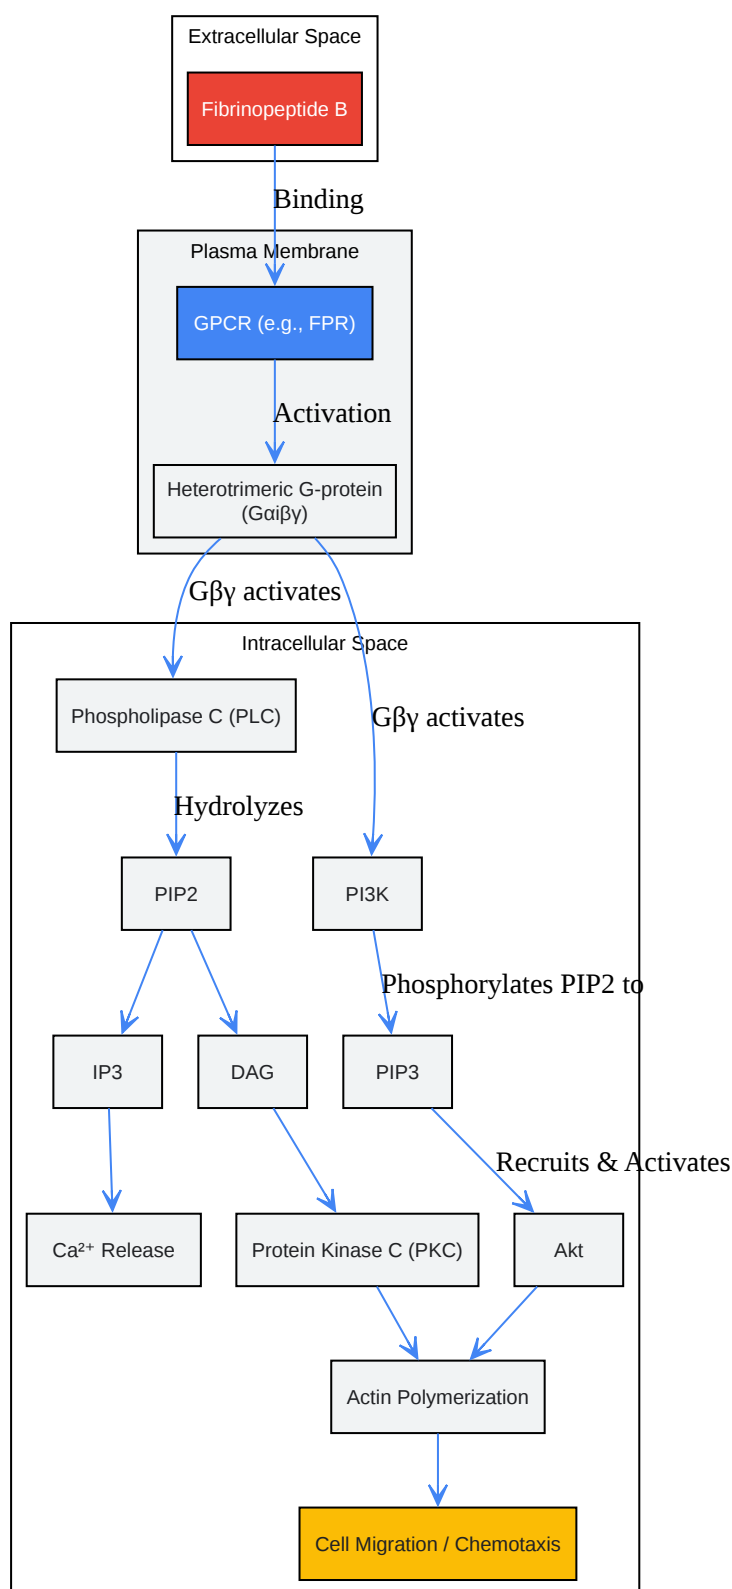 Extracellular Space
Fibrinopeptide B
Binding
Plasma Membrane
GPCR (e.g., FPR)
Activation
Heterotrimeric G-protein
(Gαiβγ)
Gβγ activates
Intracellular Space
Phospholipase C (PLC)
Gβγ activates
Hydrolyzes
PIP2
PI3K
Phosphorylates PIP2 to
IP3
DAG
PIP3
Recruits & Activates
Ca²⁺ Release
Protein Kinase C (PKC)
Akt
Actin Polymerization
Cell Migration / Chemotaxis